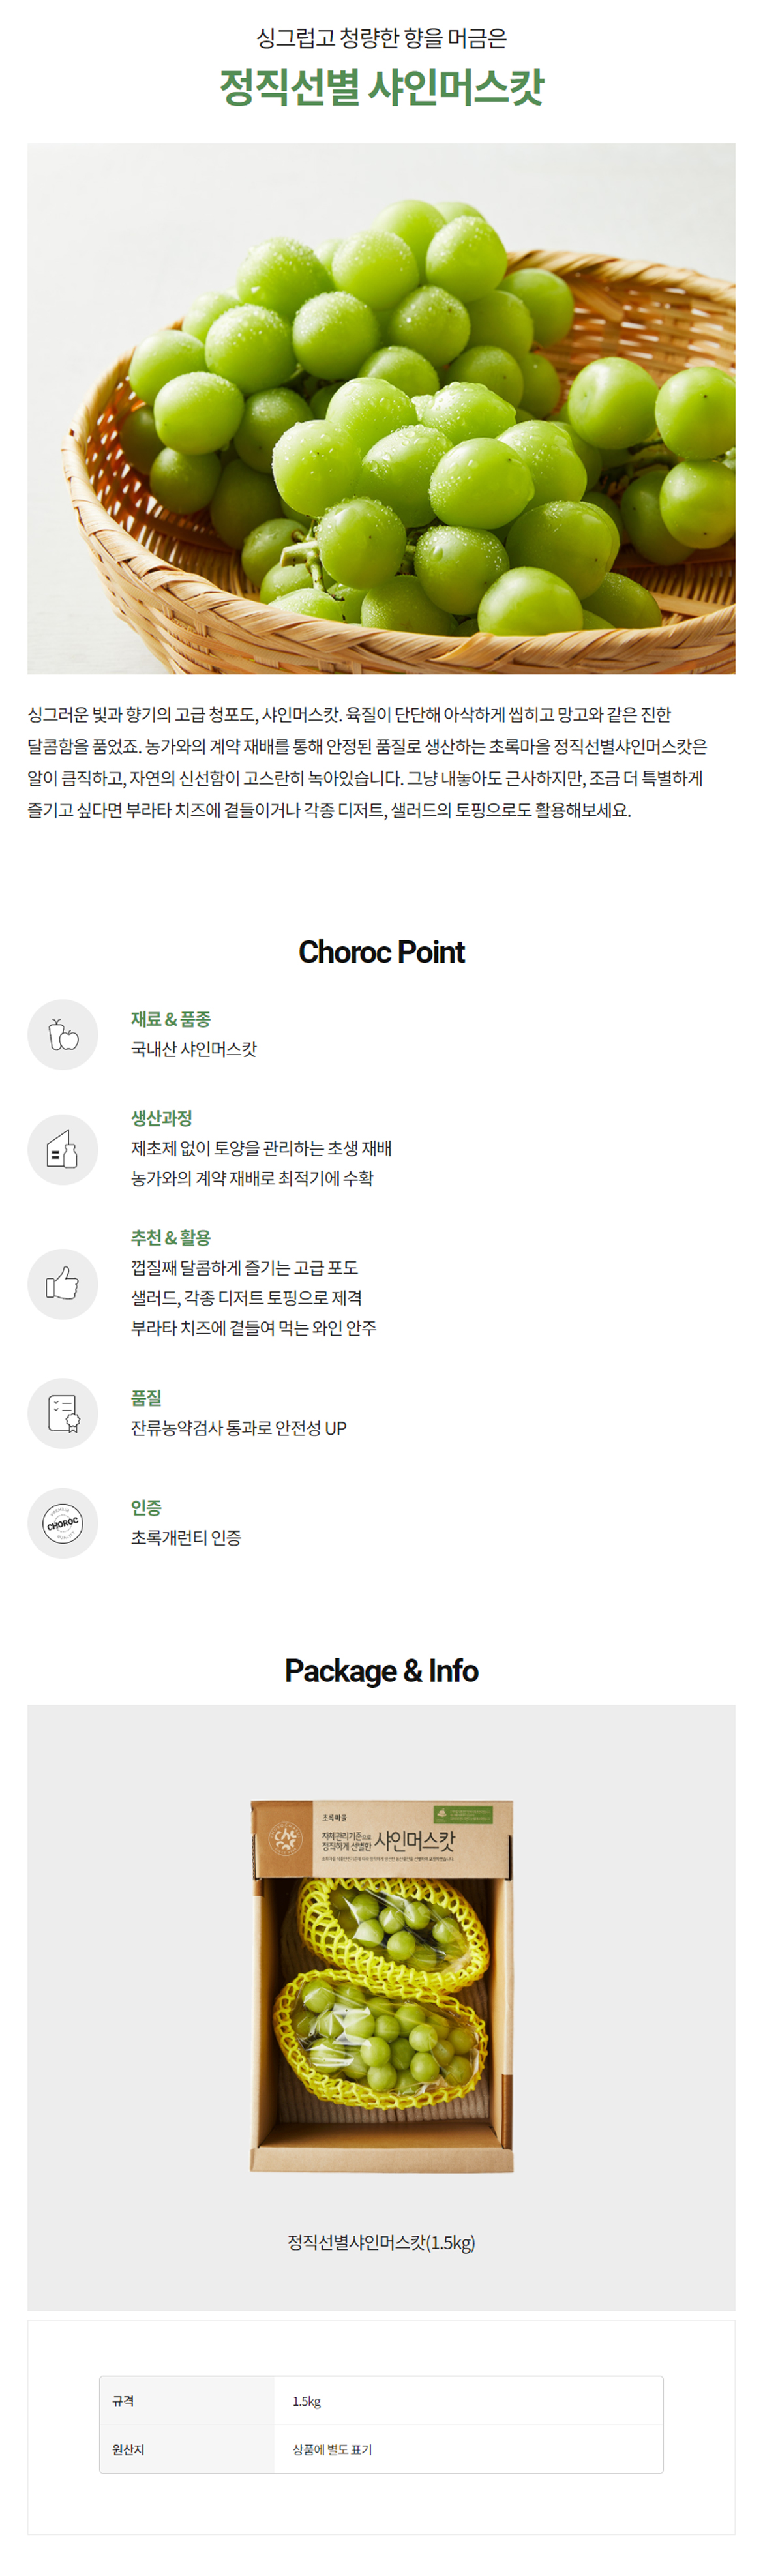 싱그럽고 청량한 향을 머금은
정직선별 샤인머스캇
싱그러운 빛과 향기의 고급 청포도, 샤인머스캇. 육질이 단단해 아삭하게 씹히고 망고와 같은 진한
달콤함을 품었죠. 농가와의 계약 재배를 통해 안정된 품질로 생산하는 초록마을 정직선별샤인머스캇은
알이 큼직하고, 자연의 신선함이 고스란히 녹아있습니다. 그냥 내놓아도 근사하지만, 조금 더 특별하게
즐기고 싶다면 부라타 치즈에 곁들이거나 각종 디저트, 샐러드의 토핑으로도 활용해보세요.
Choroc Point
재료 & 품종
국내산 샤인머스캇
생산과정
제초제 없이 토양을 관리하는 초생 재배
농가와의 계약 재배로 최적기에 수확
추천 & 활용
껍질째 달콤하게 즐기는 고급 포도
샐러드, 각종 디저트 토핑으로 제격
부라타 치즈에 곁들여 먹는 와인 안주
품질
잔류농약검사 통과로 안전성 UP
PREMIUM
CHOROC
QUALITY
인증
초록개런티 인증
Package & Info
초록마을
자체관리기준으로
정직하게 선별한 샤인머스캇
정직선별샤인머스캇(1.5kg)
규격 1.5kg
원산지 상품에 별도 표기